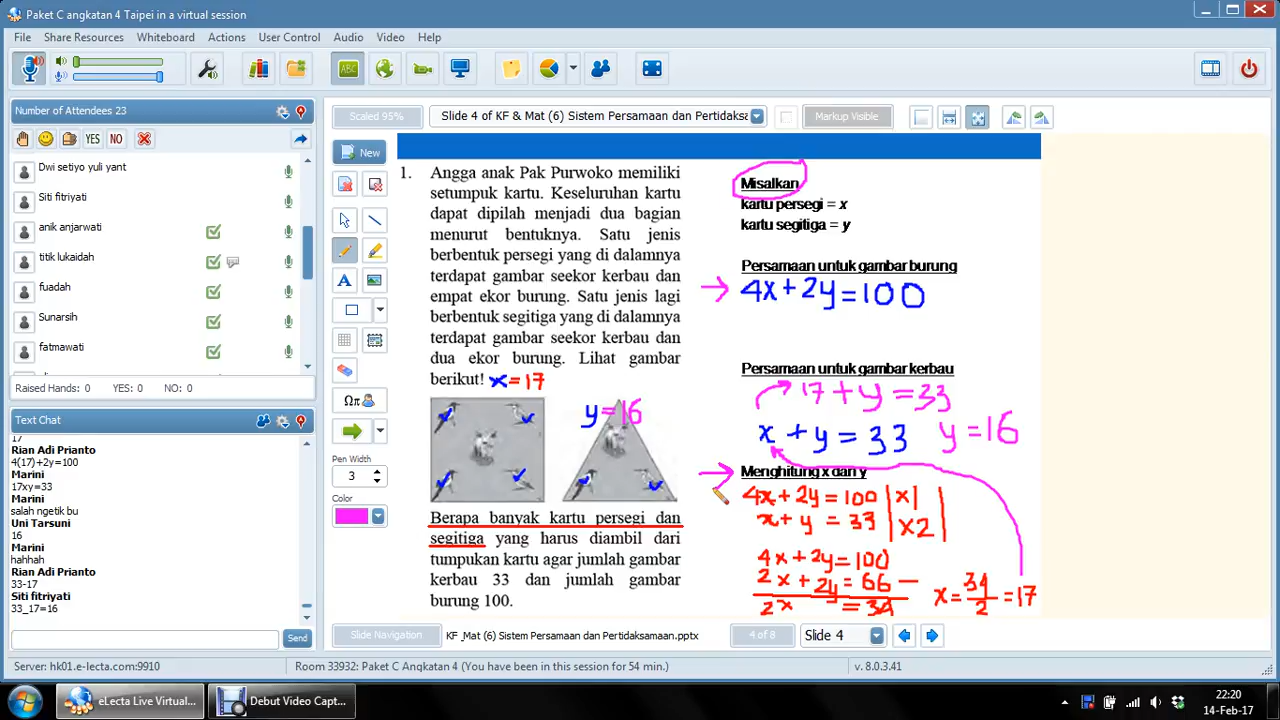 Paket C angkatan 4 Taipei in a virtual session
File Share Resources Whiteboard Actions User Control Audio Video Help
ABC
Number of Attendees 23
YES NO
Dwi setiyo yuli yant
Siti fitriyati
anik anjarwati
titik lukaidah
fuadah
Sunarsih
fatmawati
Raised Hands: 0 YES: 0 NO: 0
Text Chat
17
Rian Adi Prianto
4(17)+2y=100
Marini
17xy=33
Marini
salah ngetik bu
Uni Tarsuni
16
Marini
hahhah
Rian Adi Prianto
33-17
Siti fitriyati
33_17=16
Send
Scaled 95%
Slide 4 of KF & Mat (6) Sistem Persamaan dan Pertidaksa
Markup Visible
New
A
Ωπ
Pen Width
3
Color
1. Angga anak Pak Purwoko memiliki
setumpuk kartu. Keseluruhan kartu
dapat dipilah menjadi dua bagian
menurut bentuknya. Satu jenis
berbentuk persegi yang di dalamnya
terdapat gambar seekor kerbau dan
empat ekor burung. Satu jenis lagi
berbentuk segitiga yang di dalamnya
terdapat gambar seekor kerbau dan
dua ekor burung. Lihat gambar
berikut! x=17
y=16
Berapa banyak kartu persegi dan
segitiga yang harus diambil dari
tumpukan kartu agar jumlah gambar
kerbau 33 dan jumlah gambar
burung 100.
Misalkan
kartu persegi = x
kartu segitiga = y
Persamaan untuk gambar burung
4x+2y=100
Persamaan untuk gambar kerbau
17+y=33
x+y=33 y=16
Menghitung x dan y
4x+2y=100 |x1|
x+y=33 |x2|
4x+2y=100
2x+2y=66 −
2x =34 x=34/2=17
Slide Navigation
KF _Mat (6) Sistem Persamaan dan Pertidaksamaan.pptx
4 of 8
Slide 4
Server: hk01.e-lecta.com:9910
Room 33932: Paket C Angkatan 4 (You have been in this session for 54 min.)
v. 8.0.3.41
eLecta Live Virtual...
Debut Video Capt...
22:20
14-Feb-17